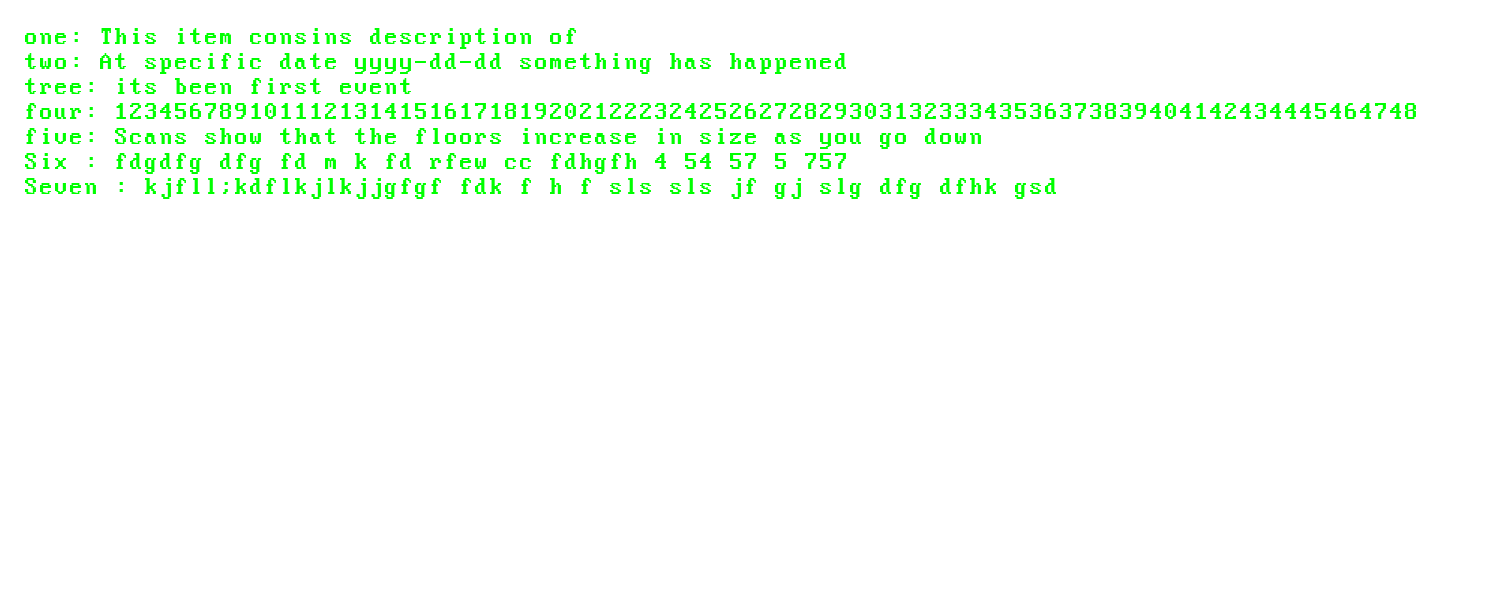 one: This item consins description of
two: At specific date yyyy-dd-dd something has happened
tree: its been first event
four: 123456789101112131415161718192021222324252627282930313233343536373839404142434445464748
five: Scans show that the floors increase in size as you go down
Six : fdgdfg dfg fd m k fd rfew cc fdhgfh 4 54 57 5 757
Seven : kjfll;kdflkjlkjjgfgf fdk f h f sls sls jf gj slg dfg dfhk gsd